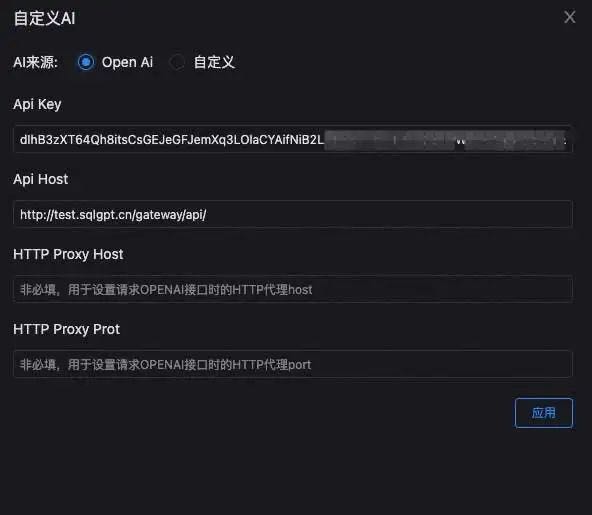 自定义AI
AI来源: Open Ai 自定义
Api Key
dIhB3zXT64Qh8itsCsGEJeGFJemXq3LOlaCYAifNiB2L
Api Host
http://test.sqlgpt.cn/gateway/api/
HTTP Proxy Host
非必填，用于设置请求OPENAI接口时的HTTP代理host
HTTP Proxy Prot
非必填，用于设置请求OPENAI接口时的HTTP代理port
应用